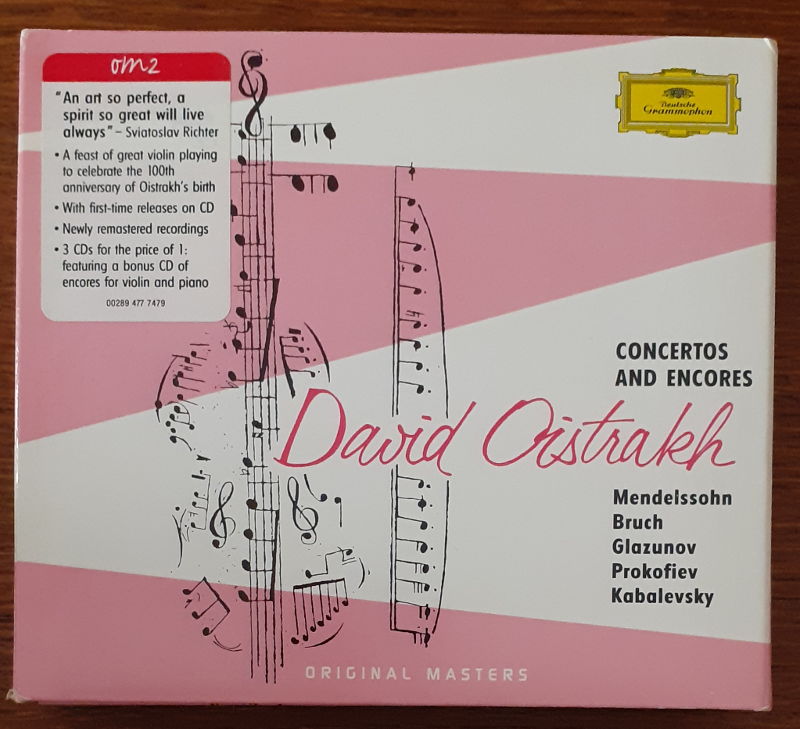 om2
"An art so perfect, a
spirit so great will live
always" – Sviatoslav Richter
• A feast of great violin playing
to celebrate the 100th
anniversary of Oistrakh's birth
• With first-time releases on CD
• Newly remastered recordings
• 3 CDs for the price of 1:
featuring a bonus CD of
encores for violin and piano
00289 477 7479
Deutsche
Grammophon
CONCERTOS
AND ENCORES
David Oistrakh
Mendelssohn
Bruch
Glazunov
Prokofiev
Kabalevsky
ORIGINAL MASTERS